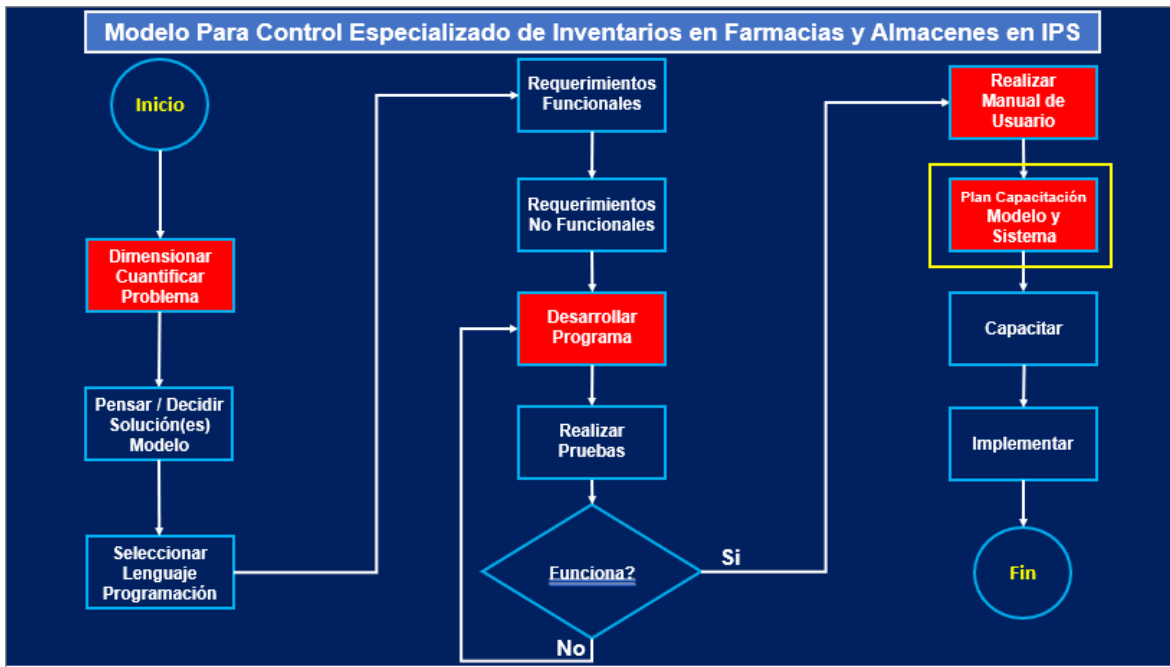 Modelo Para Control Especializado de Inventarios en Farmacias y Almacenes en IPS
Inicio
Dimensionar
Cuantificar
Problema
Pensar / Decidir
Solución(es)
Modelo
Seleccionar
Lenguaje
Programación
Requerimientos
Funcionales
Requerimientos
No Funcionales
Desarrollar
Programa
Realizar
Pruebas
Funciona?
Si
No
Realizar
Manual de
Usuario
Plan Capacitación
Modelo y
Sistema
Capacitar
Implementar
Fin